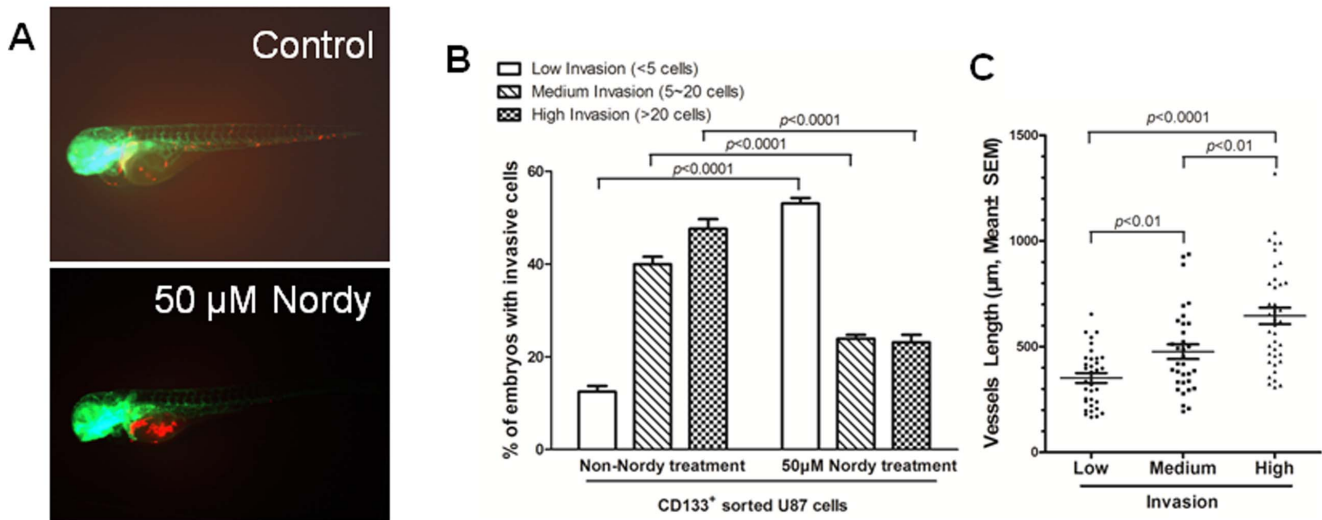 A
Control
50 µM Nordy
B
Low Invasion (<5 cells)
Medium Invasion (5~20 cells)
High Invasion (>20 cells)
p<0.0001
p<0.0001
p<0.0001
% of embryos with invasive cells
60
40
20
0
Non-Nordy treatment
50µM Nordy treatment
CD133+ sorted U87 cells
C
p<0.0001
p<0.01
p<0.01
Vessels Length (µm, Mean± SEM)
1500
1000
500
0
Low
Medium
High
Invasion